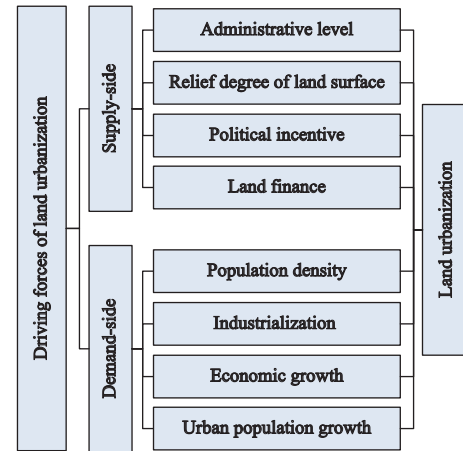 Driving forces of land urbanization
Supply-side
Administrative level
Relief degree of land surface
Political incentive
Land finance
Demand-side
Population density
Industrialization
Economic growth
Urban population growth
Land urbanization